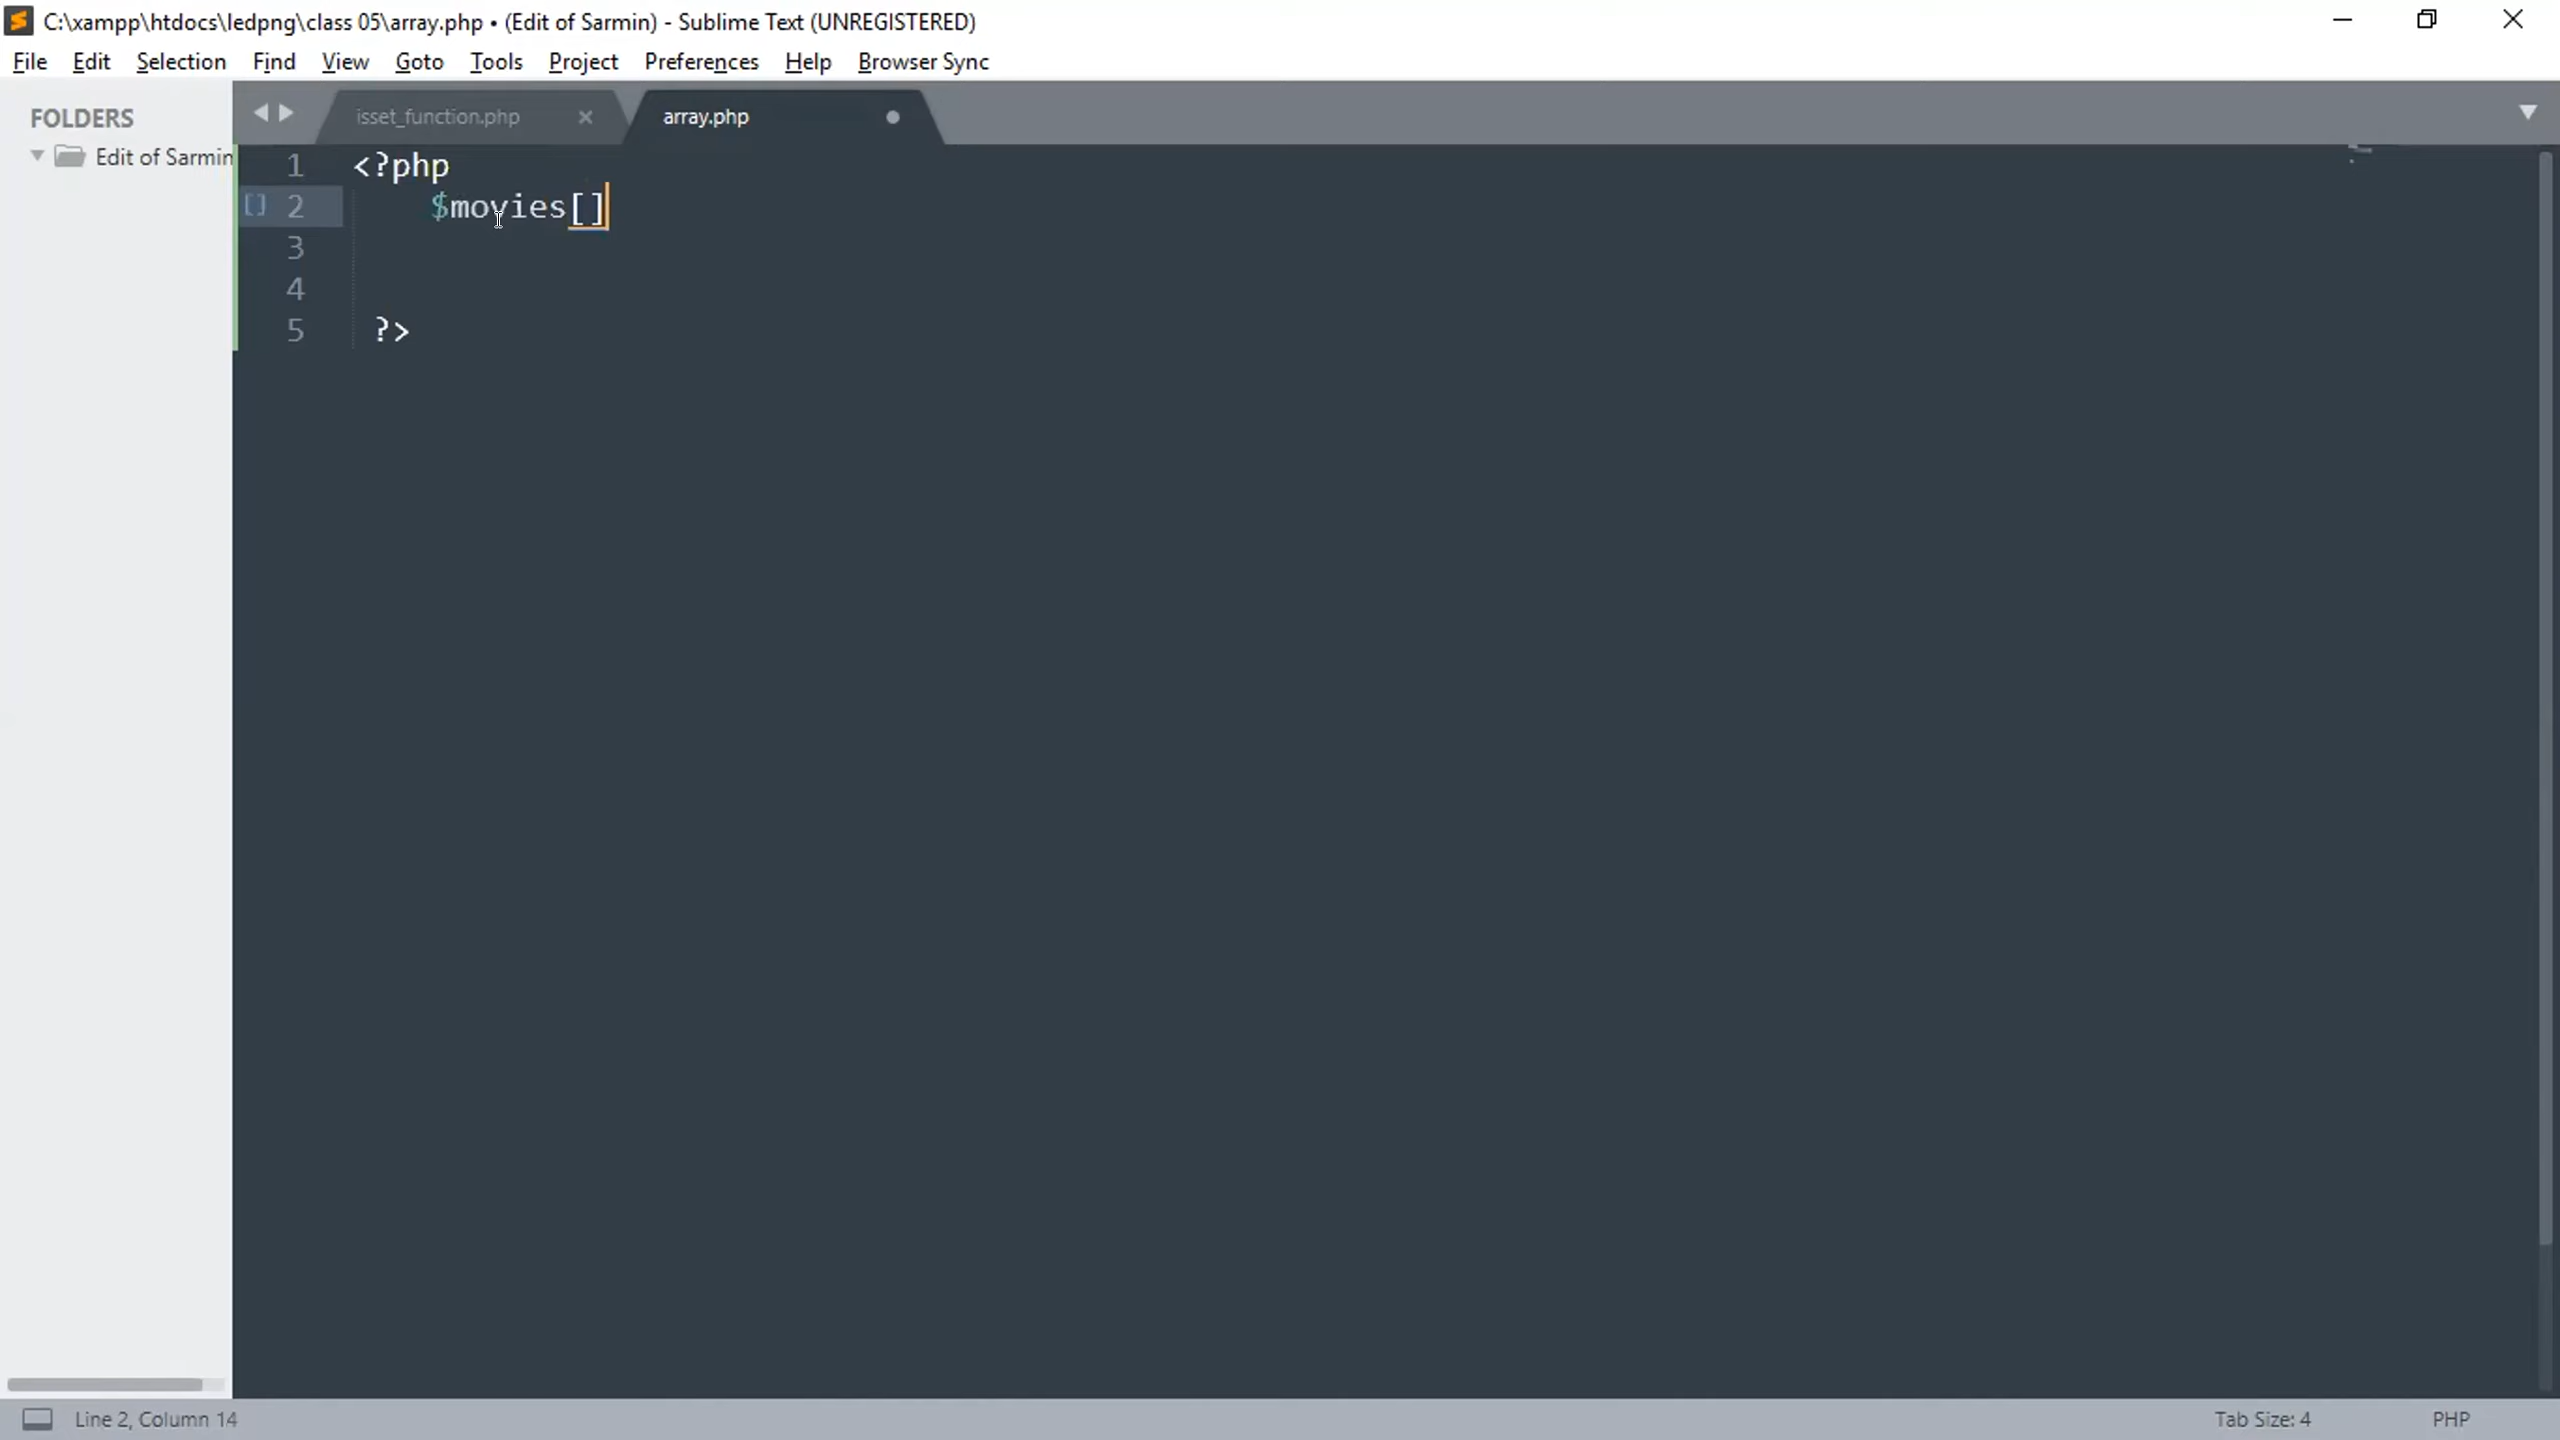 C:\xampp\htdocs\ledpng\class 05\array.php • (Edit of Sarmin) - Sublime Text (UNREGISTERED)
File Edit Selection Find View Goto Tools Project Preferences Help Browser Sync
FOLDERS
Edit of Sarmin
isset_function.php
array.php
1 <?php
2 $movies[]
3
4
5 ?>
Line 2, Column 14
Tab Size: 4
PHP